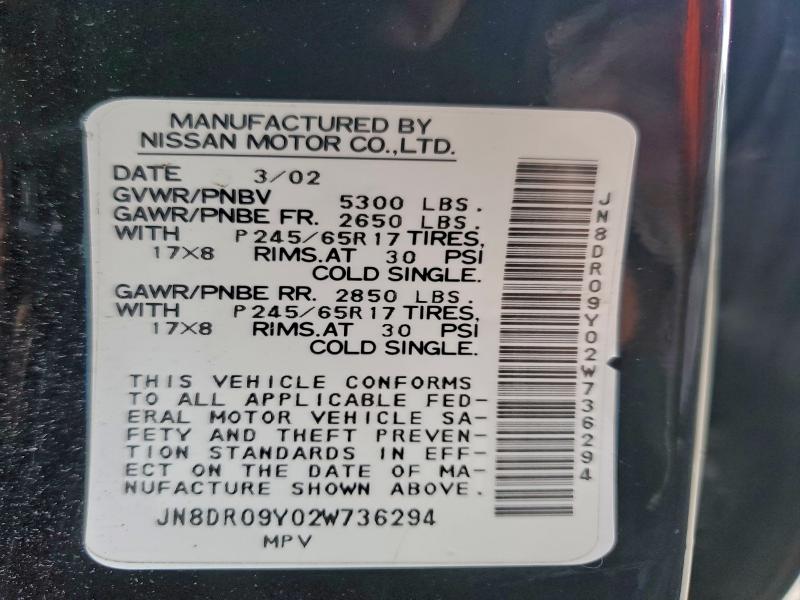 MANUFACTURED BY
NISSAN MOTOR CO.,LTD.
DATE 3/02
GVWR/PNBV 5300 LBS.
GAWR/PNBE FR. 2650 LBS.
WITH P245/65R17 TIRES,
17X8 RIMS.AT 30 PSI
COLD SINGLE.
GAWR/PNBE RR. 2850 LBS.
WITH P245/65R17 TIRES,
17X8 RIMS.AT 30 PSI
COLD SINGLE.
THIS VEHICLE CONFORMS
TO ALL APPLICABLE FED-
ERAL MOTOR VEHICLE SA-
FETY AND THEFT PREVEN-
TION STANDARDS IN EFF-
ECT ON THE DATE OF MA-
NUFACTURE SHOWN ABOVE.
JN8DR09Y02W736294
MPV
JN8DR09Y02W736294